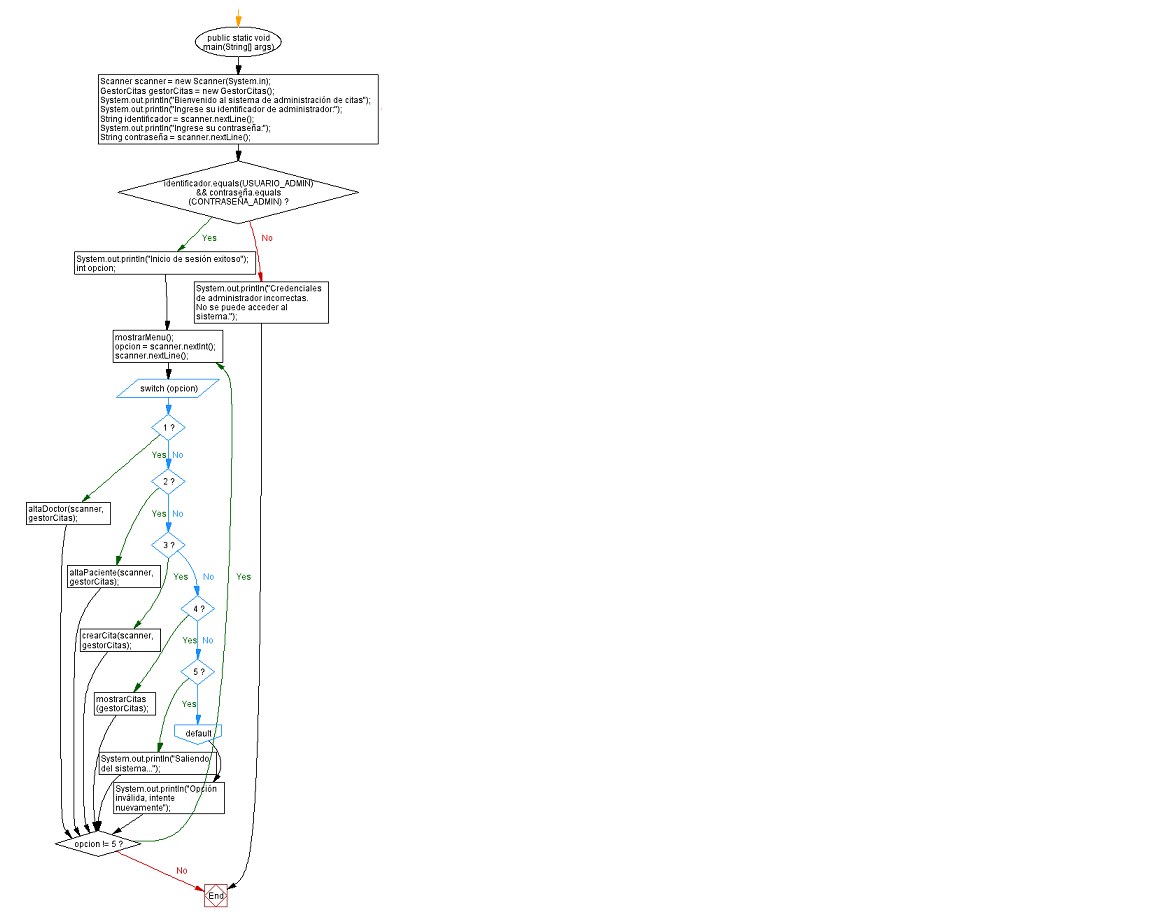 public static void
main(String[] args)
Scanner scanner = new Scanner(System.in);
GestorCitas gestorCitas = new GestorCitas();
System.out.println("Bienvenido al sistema de administración de citas");
System.out.println("Ingrese su identificador de administrador:");
String identificador = scanner.nextLine();
System.out.println("Ingrese su contraseña:");
String contraseña = scanner.nextLine();
identificador.equals(USUARIO_ADMIN)
&& contraseña.equals
(CONTRASEÑA_ADMIN) ?
Yes
No
System.out.println("Inicio de sesión exitoso");
int opcion;
System.out.println("Credenciales
de administrador incorrectas.
No se puede acceder al
sistema.");
mostrarMenu();
opcion = scanner.nextInt();
scanner.nextLine();
switch (opcion)
1 ?
Yes
No
2 ?
altaDoctor(scanner,
gestorCitas);
Yes
No
3 ?
altaPaciente(scanner,
gestorCitas);
Yes
No
Yes
4 ?
crearCita(scanner,
gestorCitas);
Yes
No
5 ?
mostrarCitas
(gestorCitas);
Yes
default
System.out.println("Saliendo
del sistema...");
System.out.println("Opción
inválida, intente
nuevamente");
opcion != 5 ?
No
End